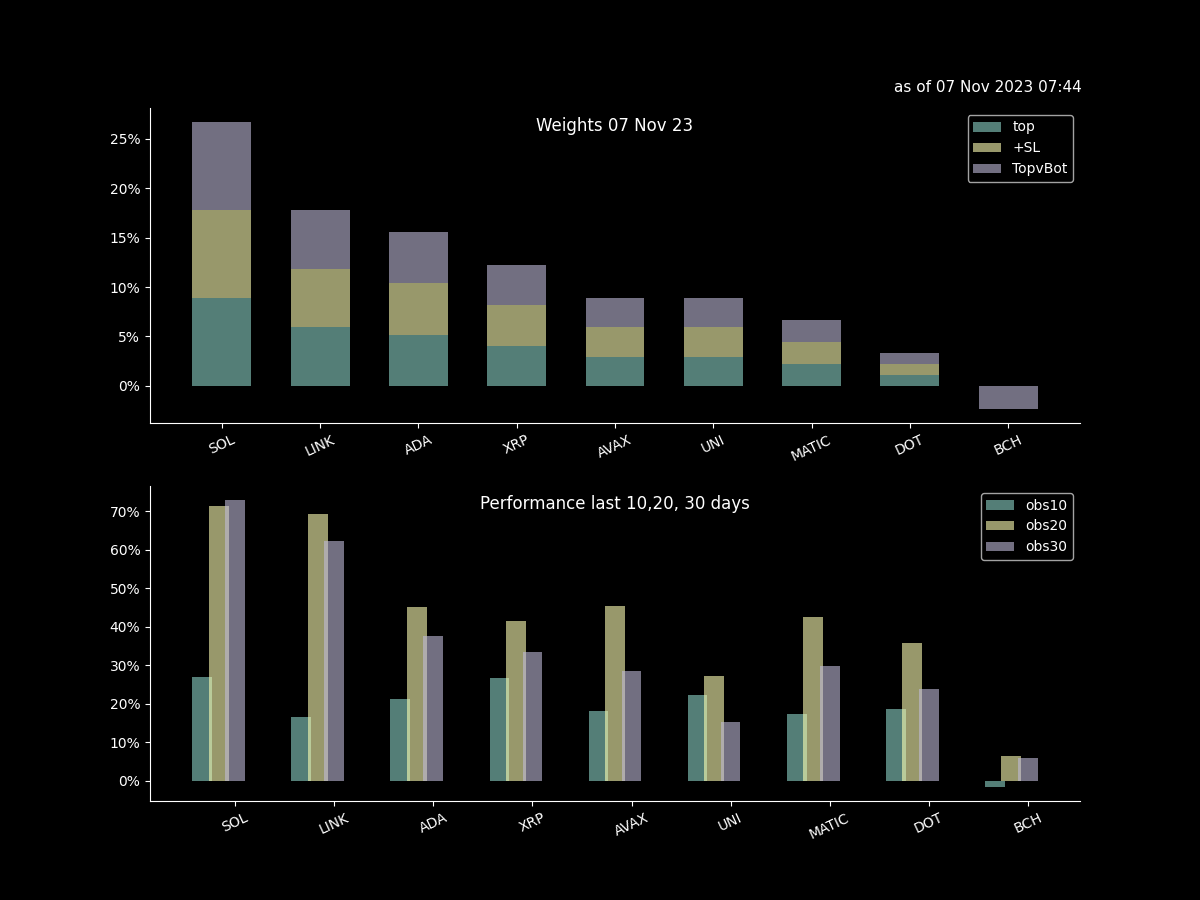 as of 07 Nov 2023 07:44
Weights 07 Nov 23
top
+SL
TopvBot
25%
20%
15%
10%
5%
0%
SOL
LINK
ADA
XRP
AVAX
UNI
MATIC
DOT
BCH
Performance last 10,20, 30 days
obs10
obs20
obs30
70%
60%
50%
40%
30%
20%
10%
0%
SOL
LINK
ADA
XRP
AVAX
UNI
MATIC
DOT
BCH